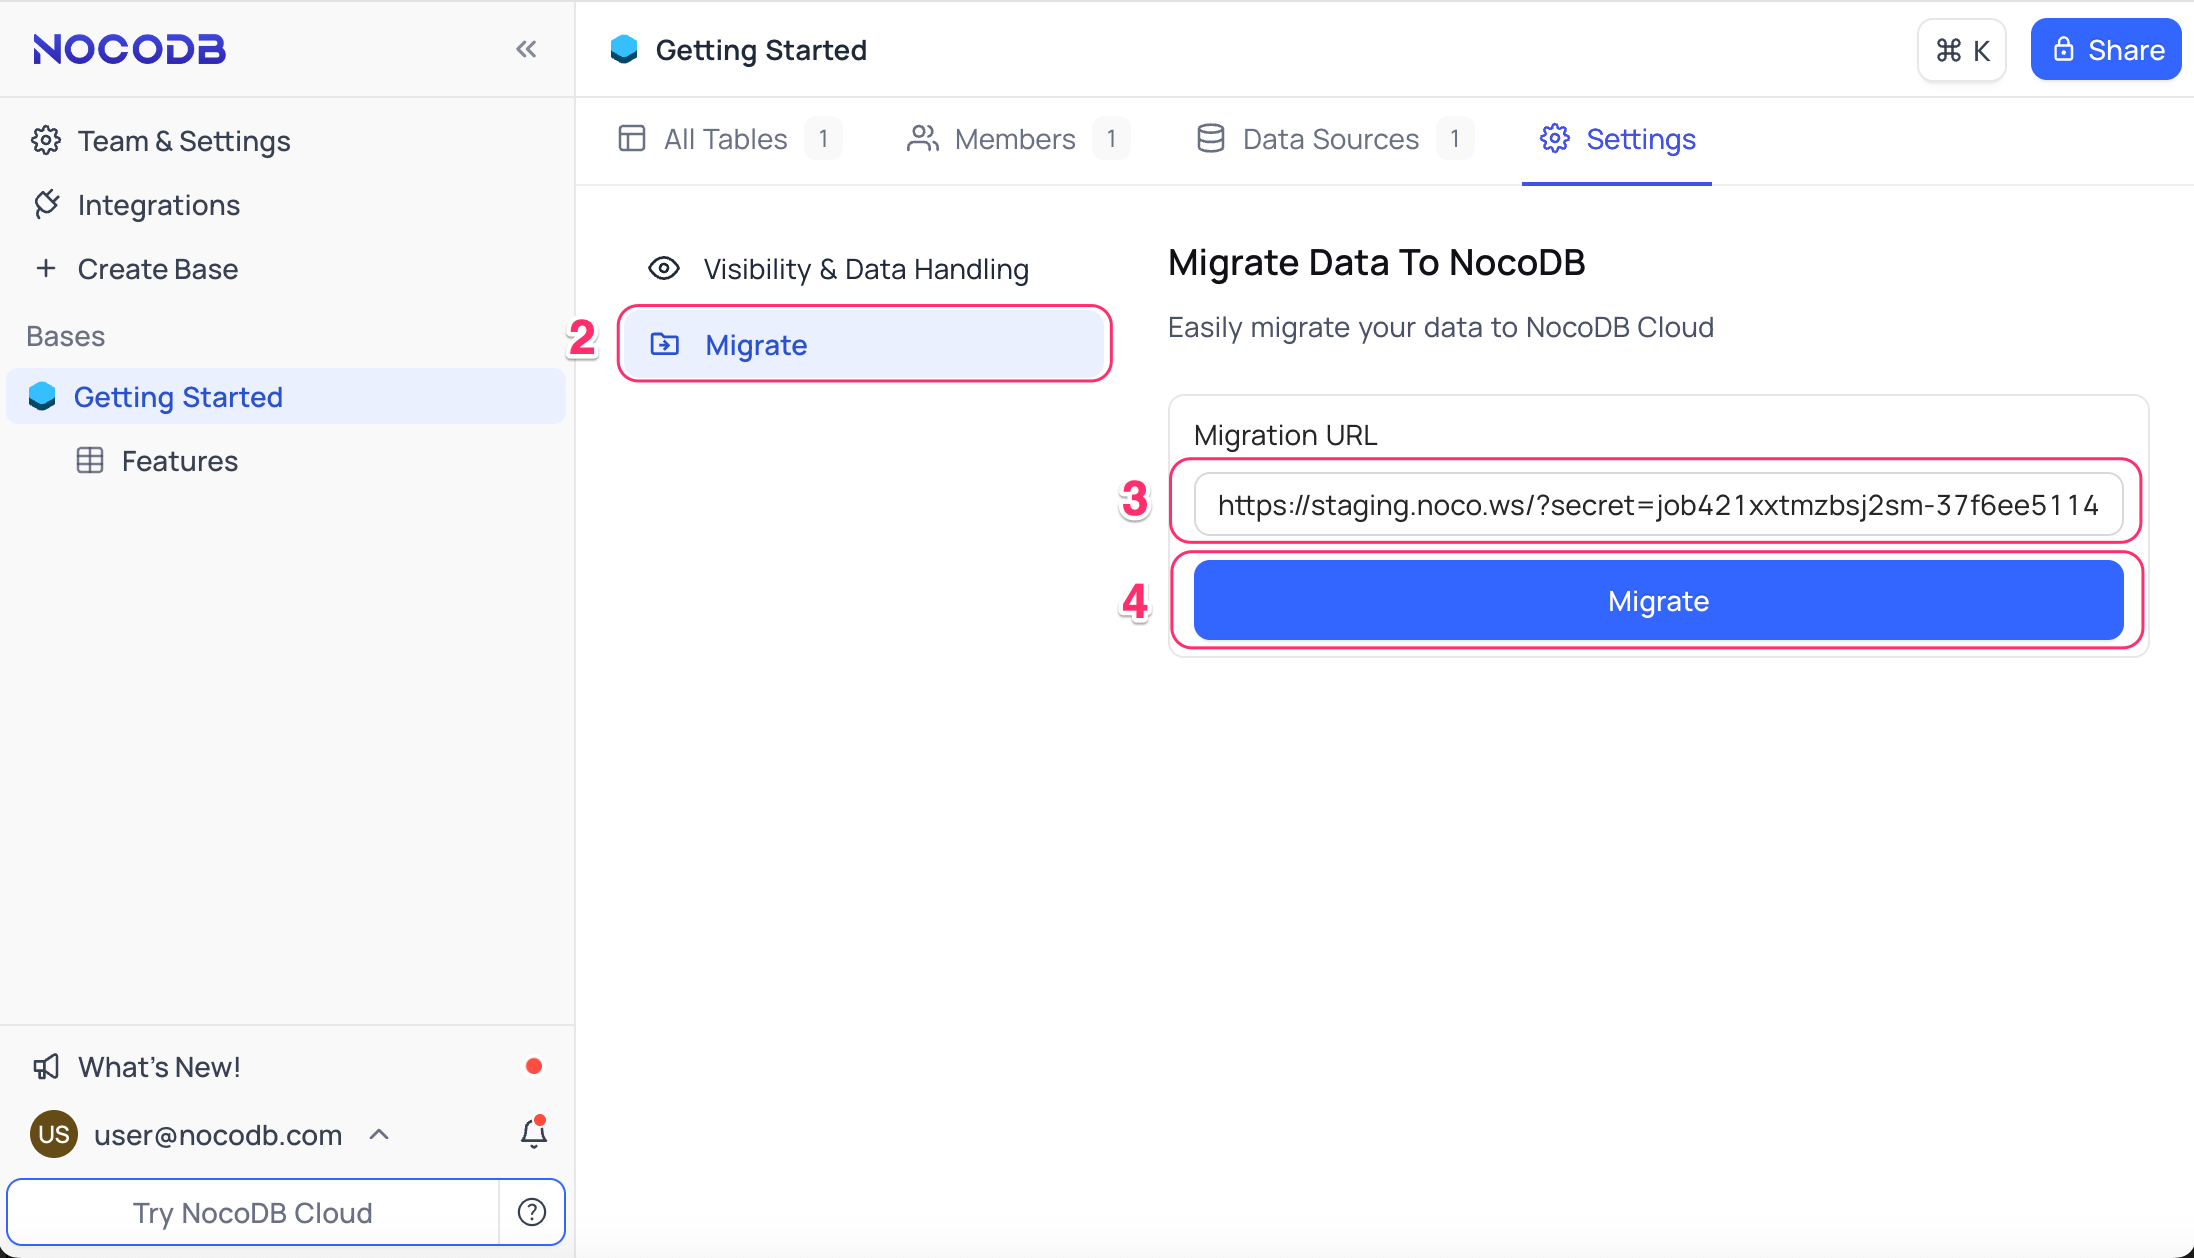 NOCODB
Getting Started
⌘ K
Share
Team & Settings
Integrations
Create Base
Bases
Getting Started
Features
All Tables 1
Members 1
Data Sources 1
Settings
Visibility & Data Handling
2
Migrate
Migrate Data To NocoDB
Easily migrate your data to NocoDB Cloud
Migration URL
3
https://staging.noco.ws/?secret=job421xxtmzbsj2sm-37f6ee5114
4
Migrate
What's New!
US
user@nocodb.com
Try NocoDB Cloud
?